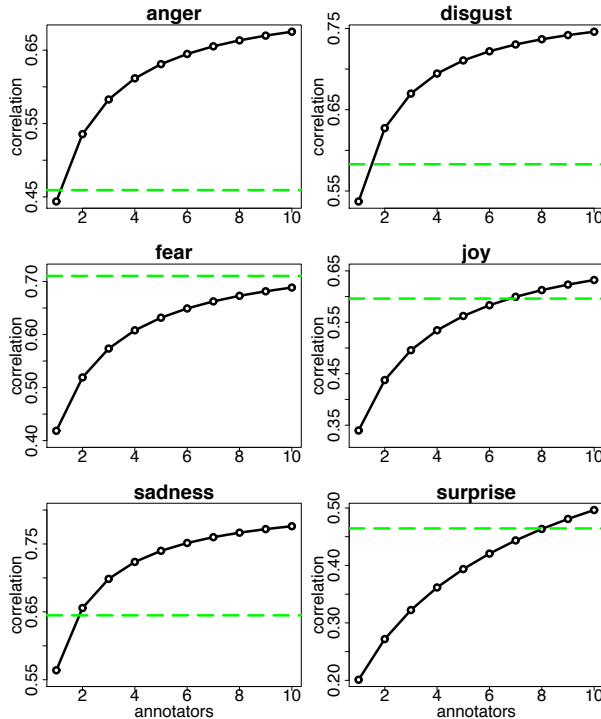 anger
correlation
0.45 0.55 0.65
2 4 6 8 10
disgust
correlation
0.55 0.65 0.75
2 4 6 8 10
fear
correlation
0.40 0.50 0.60 0.70
2 4 6 8 10
joy
correlation
0.35 0.45 0.55 0.65
2 4 6 8 10
sadness
correlation
0.55 0.65 0.75
2 4 6 8 10
annotators
surprise
correlation
0.20 0.30 0.40 0.50
2 4 6 8 10
annotators